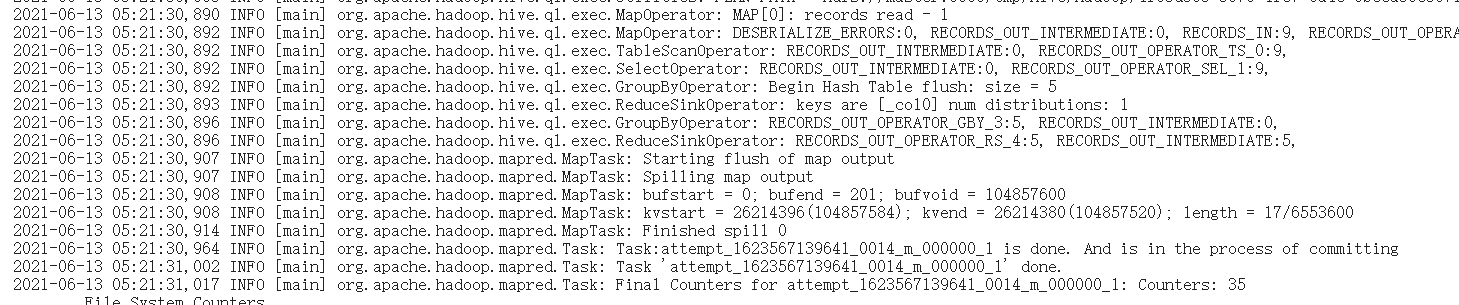 2021-06-13 05:21:30,890 INFO [main] org.apache.hadoop.hive.ql.exec.MapOperator: MAP[0]: records read - 1
2021-06-13 05:21:30,892 INFO [main] org.apache.hadoop.hive.ql.exec.MapOperator: DESERIALIZE_ERRORS:0, RECORDS_OUT_INTERMEDIATE:0, RECORDS_IN:9, RECORDS_OUT_OPERA
2021-06-13 05:21:30,892 INFO [main] org.apache.hadoop.hive.ql.exec.TableScanOperator: RECORDS_OUT_INTERMEDIATE:0, RECORDS_OUT_OPERATOR_TS_0:9,
2021-06-13 05:21:30,892 INFO [main] org.apache.hadoop.hive.ql.exec.SelectOperator: RECORDS_OUT_INTERMEDIATE:0, RECORDS_OUT_OPERATOR_SEL_1:9,
2021-06-13 05:21:30,892 INFO [main] org.apache.hadoop.hive.ql.exec.GroupByOperator: Begin Hash Table flush: size = 5
2021-06-13 05:21:30,893 INFO [main] org.apache.hadoop.hive.ql.exec.ReduceSinkOperator: keys are [_col0] num distributions: 1
2021-06-13 05:21:30,896 INFO [main] org.apache.hadoop.hive.ql.exec.GroupByOperator: RECORDS_OUT_OPERATOR_GBY_3:5, RECORDS_OUT_INTERMEDIATE:0,
2021-06-13 05:21:30,896 INFO [main] org.apache.hadoop.hive.ql.exec.ReduceSinkOperator: RECORDS_OUT_OPERATOR_RS_4:5, RECORDS_OUT_INTERMEDIATE:5,
2021-06-13 05:21:30,907 INFO [main] org.apache.hadoop.mapred.MapTask: Starting flush of map output
2021-06-13 05:21:30,907 INFO [main] org.apache.hadoop.mapred.MapTask: Spilling map output
2021-06-13 05:21:30,908 INFO [main] org.apache.hadoop.mapred.MapTask: bufstart = 0; bufend = 201; bufvoid = 104857600
2021-06-13 05:21:30,908 INFO [main] org.apache.hadoop.mapred.MapTask: kvstart = 26214396(104857584); kvend = 26214380(104857520); length = 17/6553600
2021-06-13 05:21:30,914 INFO [main] org.apache.hadoop.mapred.MapTask: Finished spill 0
2021-06-13 05:21:30,964 INFO [main] org.apache.hadoop.mapred.Task: Task:attempt_1623567139641_0014_m_000000_1 is done. And is in the process of committing
2021-06-13 05:21:31,002 INFO [main] org.apache.hadoop.mapred.Task: Task 'attempt_1623567139641_0014_m_000000_1' done.
2021-06-13 05:21:31,017 INFO [main] org.apache.hadoop.mapred.Task: Final Counters for attempt_1623567139641_0014_m_000000_1: Counters: 35
File System Counters